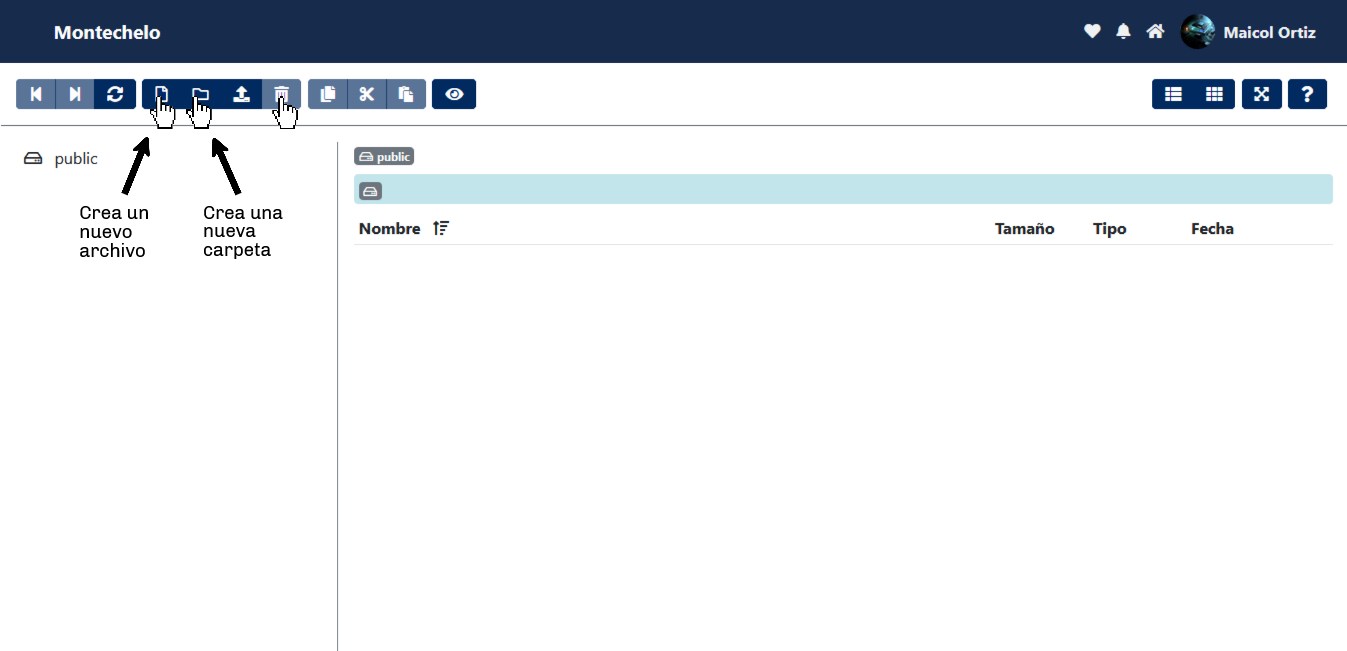 Montechelo
Maicol Ortiz
?
public
public
Crea un
nuevo
archivo
Crea una
nueva
carpeta
Nombre
Tamaño
Tipo
Fecha